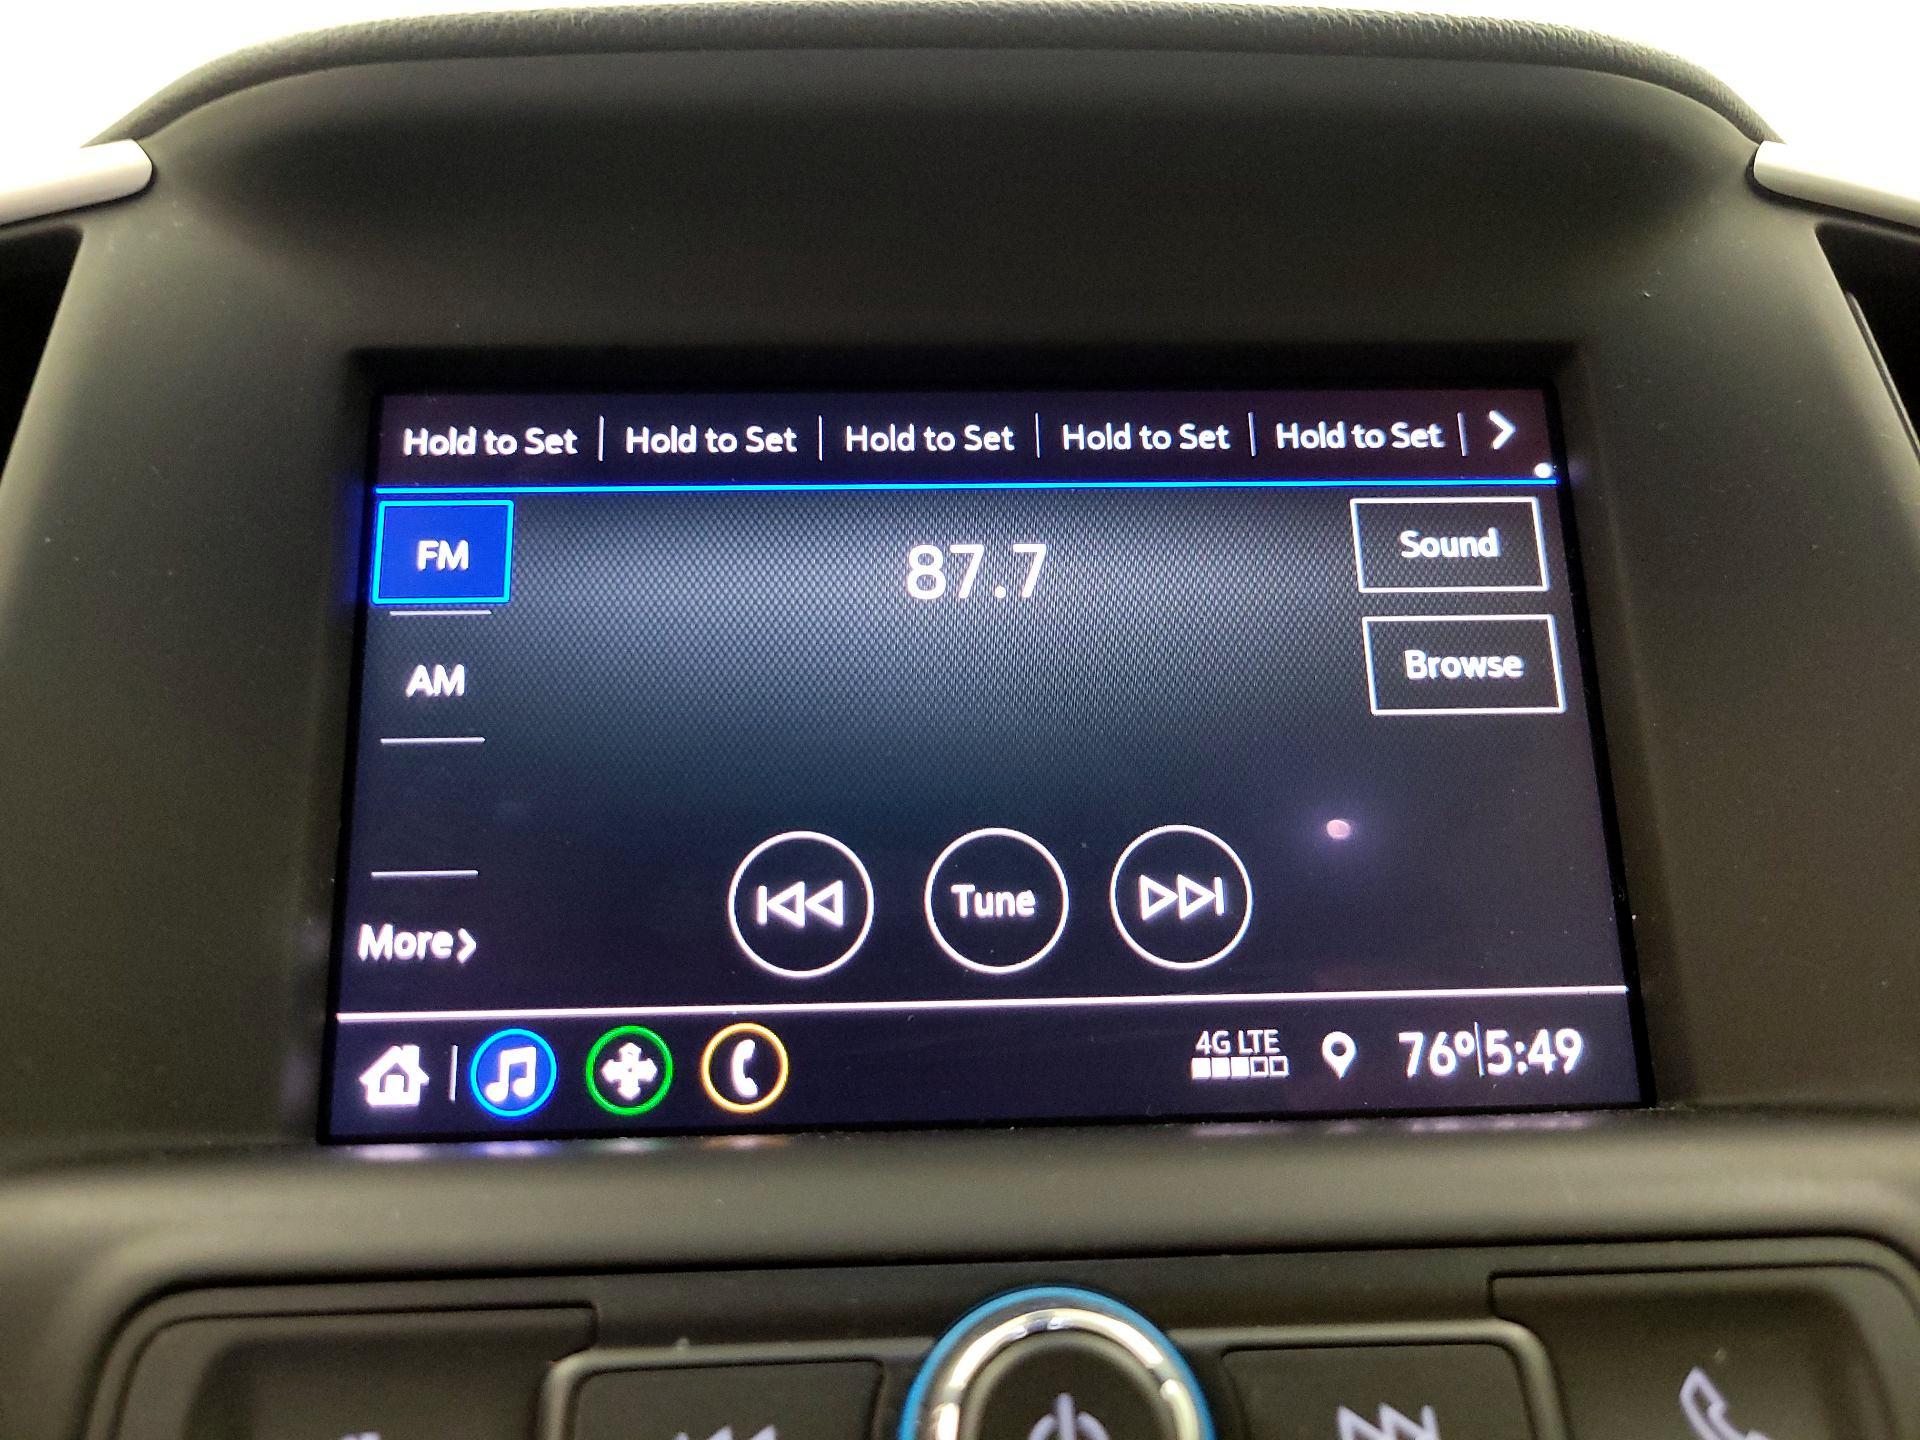 Hold to Set | Hold to Set | Hold to Set | Hold to Set | Hold to Set |
FM
87.7
Sound
Browse
AM
Tune
More
4G LTE
76° | 5:49